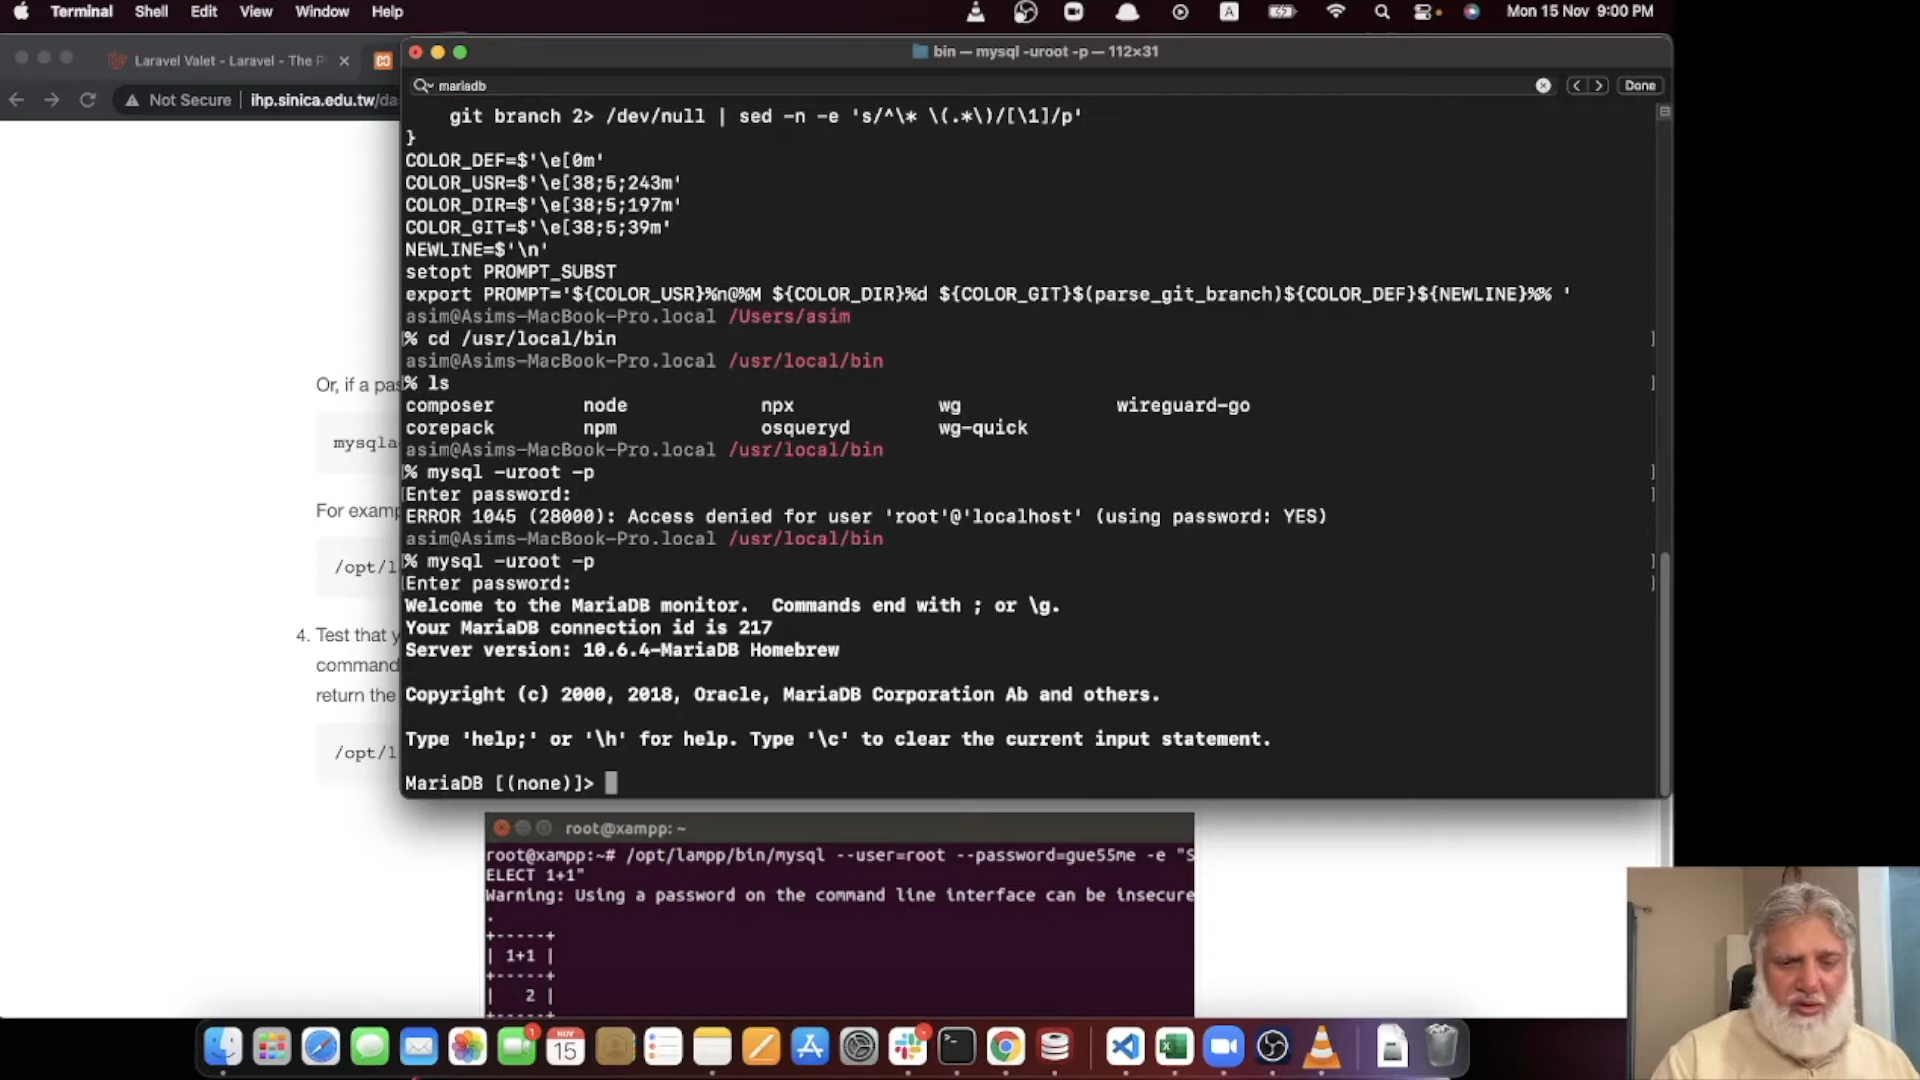 Terminal Shell Edit View Window Help
A
Mon 15 Nov 9:00 PM
Laravel Valet - Laravel - The P
bin — mysql -uroot -p — 112×31
Not Secure | ihp.sinica.edu.tw/da
mariadb
Done
git branch 2> /dev/null | sed -n -e 's/^\* \(.*\)/[\1]/p'
}
COLOR_DEF=$'\e[0m'
COLOR_USR=$'\e[38;5;243m'
COLOR_DIR=$'\e[38;5;197m'
COLOR_GIT=$'\e[38;5;39m'
NEWLINE=$'\n'
setopt PROMPT_SUBST
export PROMPT='${COLOR_USR}%n@%M ${COLOR_DIR}%d ${COLOR_GIT}$(parse_git_branch)${COLOR_DEF}${NEWLINE}%% '
asim@Asims-MacBook-Pro.local /Users/asim
[% cd /usr/local/bin ]
asim@Asims-MacBook-Pro.local /usr/local/bin
[% ls ]
composer node npx wg wireguard-go
corepack npm osqueryd wg-quick
asim@Asims-MacBook-Pro.local /usr/local/bin
[% mysql -uroot -p ]
[Enter password: ]
ERROR 1045 (28000): Access denied for user 'root'@'localhost' (using password: YES)
asim@Asims-MacBook-Pro.local /usr/local/bin
[% mysql -uroot -p ]
[Enter password: ]
Welcome to the MariaDB monitor. Commands end with ; or \g.
Your MariaDB connection id is 217
Server version: 10.6.4-MariaDB Homebrew
Copyright (c) 2000, 2018, Oracle, MariaDB Corporation Ab and others.
Type 'help;' or '\h' for help. Type '\c' to clear the current input statement.
MariaDB [(none)]>
Or, if a pas
mysqla
For examp
/opt/l
4. Test that y
command
return the
/opt/l
root@xampp: ~
root@xampp:~# /opt/lampp/bin/mysql --user=root --password=gue55me -e "S
ELECT 1+1"
Warning: Using a password on the command line interface can be insecure
.
+-----+
| 1+1 |
+-----+
| 2 |
+-----+
NOV
15
1